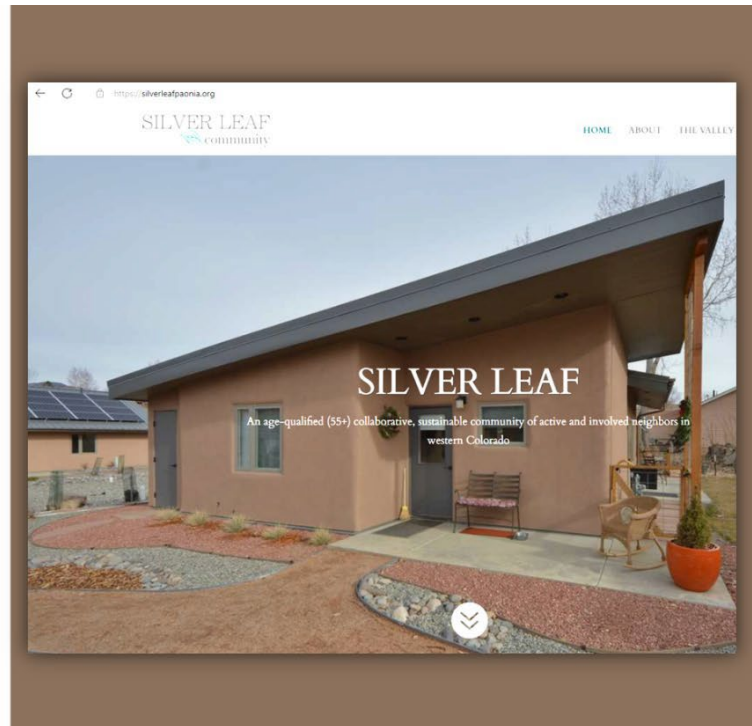 https://silverleafpaonia.org
SILVER LEAF
community
HOME ABOUT THE VALLEY
SILVER LEAF
An age-qualified (55+) collaborative, sustainable community of active and involved neighbors in
western Colorado